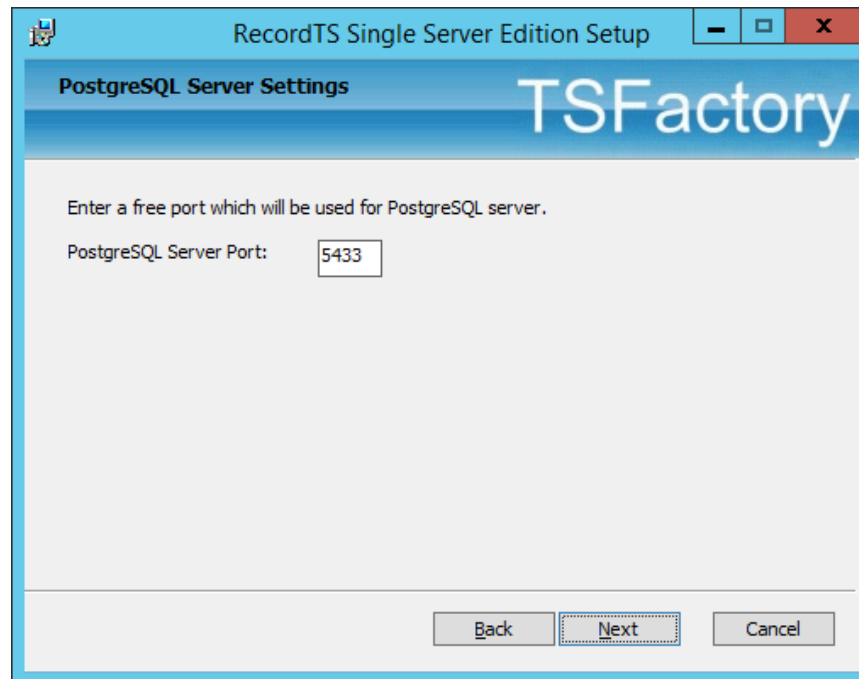 RecordTS Single Server Edition Setup
PostgreSQL Server Settings
TSFactory
Enter a free port which will be used for PostgreSQL server.
PostgreSQL Server Port: 5433
Back Next Cancel